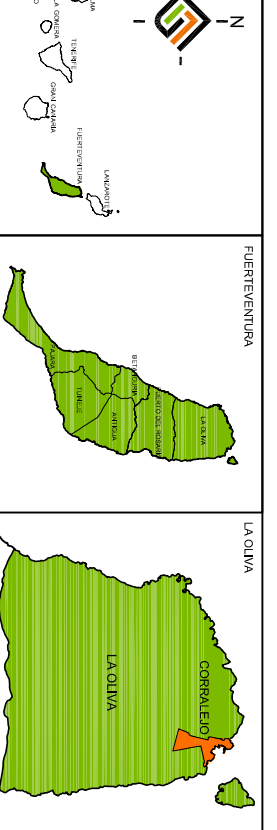 N
LA GOMERA
TENERIFE
GRAN CANARIA
FUERTEVENTURA
LANZAROTE
FUERTEVENTURA
LA OLIVA
PUERTO DEL ROSARIO
BETANCURIA
ANTIGUA
TUINEJE
PAJARA
LA OLIVA
CORRALEJO
LA OLIVA